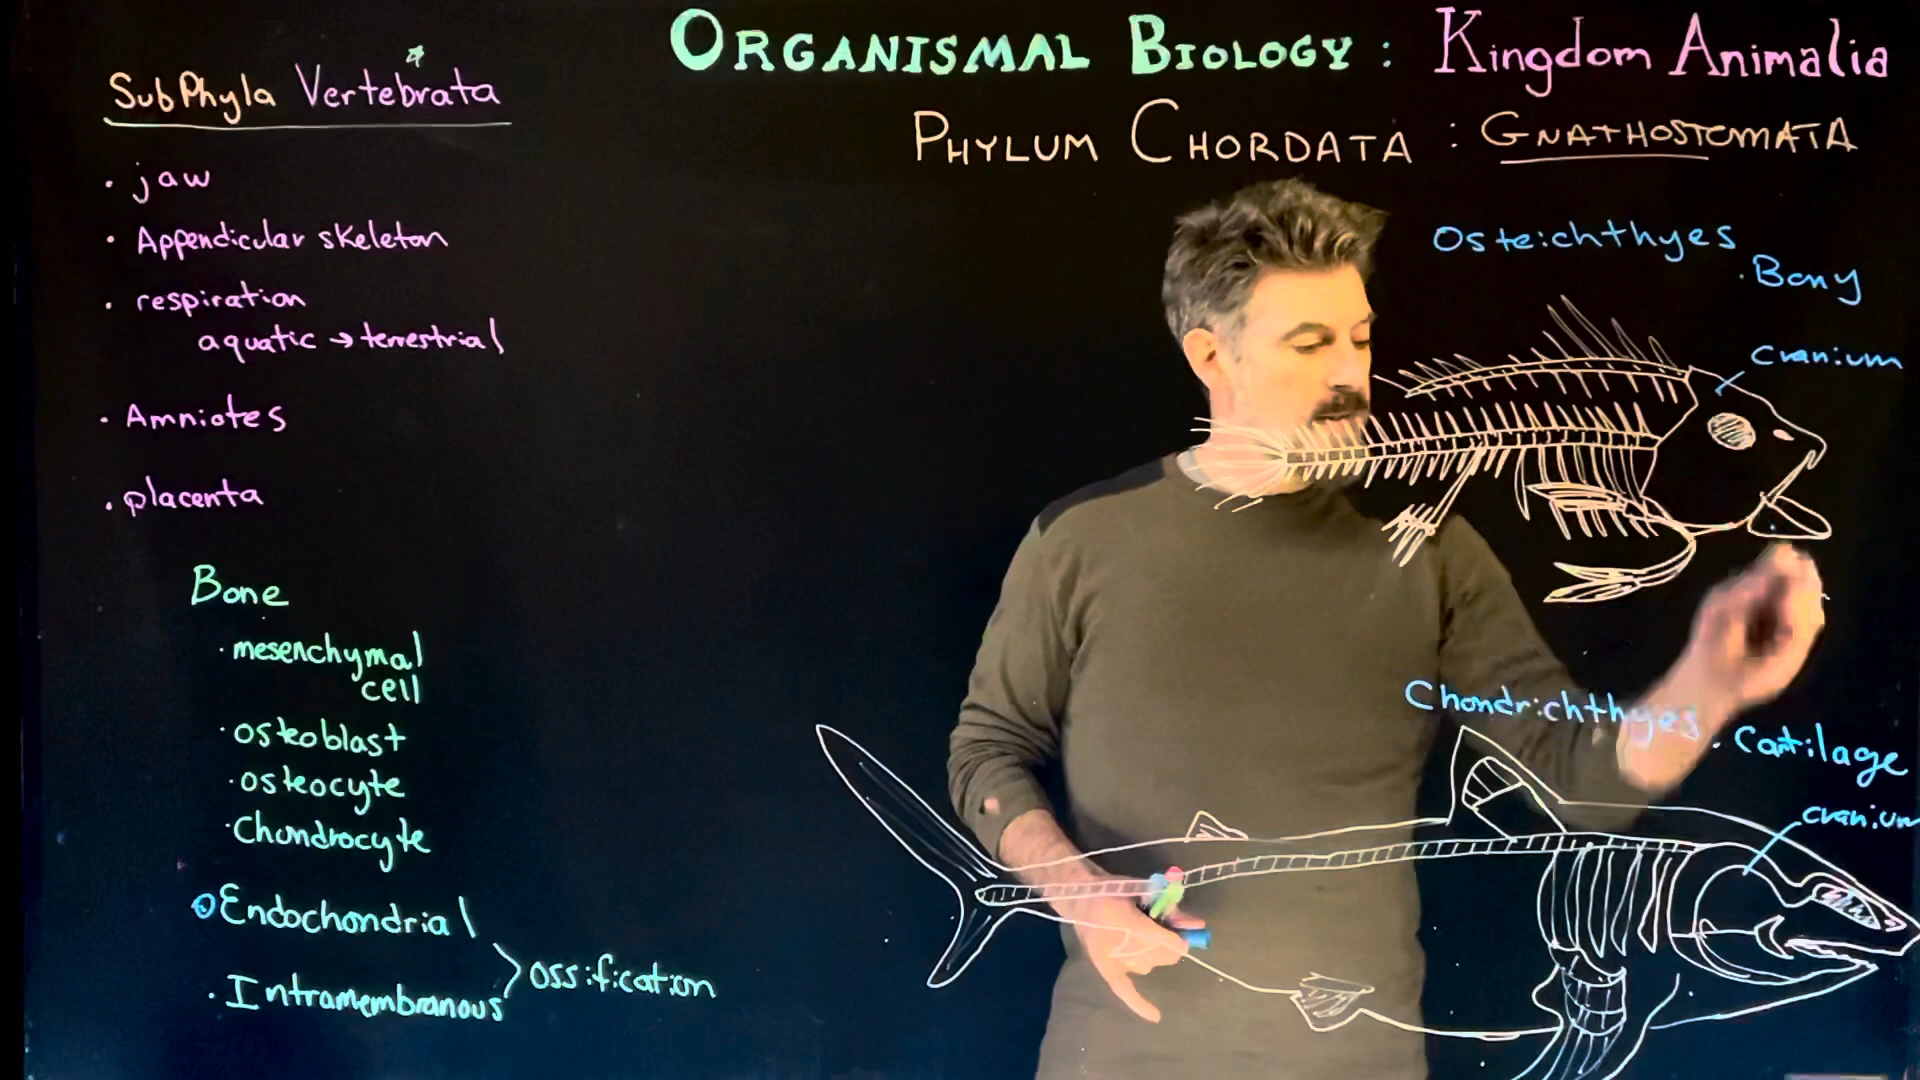 ORGANISMAL BIOLOGY : Kingdom Animalia
PHYLUM CHORDATA : GNATHOSTOMATA
SubPhyla Vertebrata
• jaw
• Appendicular skeleton
• respiration
aquatic → terrestrial
• Amniotes
• placenta
Bone
• mesenchymal
cell
• osteoblast
• osteocyte
• Chondrocyte
• Endochondrial
• Intramembranous
> ossification
Osteichthyes
• Bony
cranium
Chondrichthyes
• Cartilage
cranium